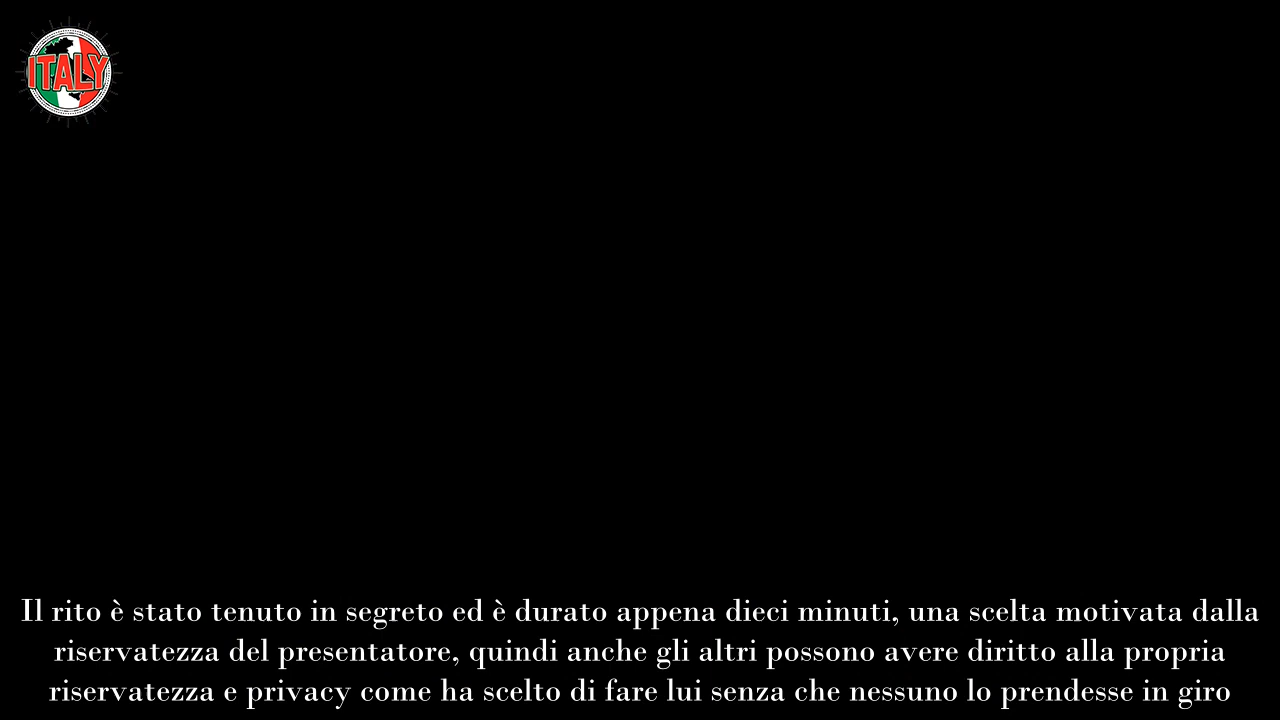 ITALY
Il rito è stato tenuto in segreto ed è durato appena dieci minuti, una scelta motivata dalla
riservatezza del presentatore, quindi anche gli altri possono avere diritto alla propria
riservatezza e privacy come ha scelto di fare lui senza che nessuno lo prendesse in giro